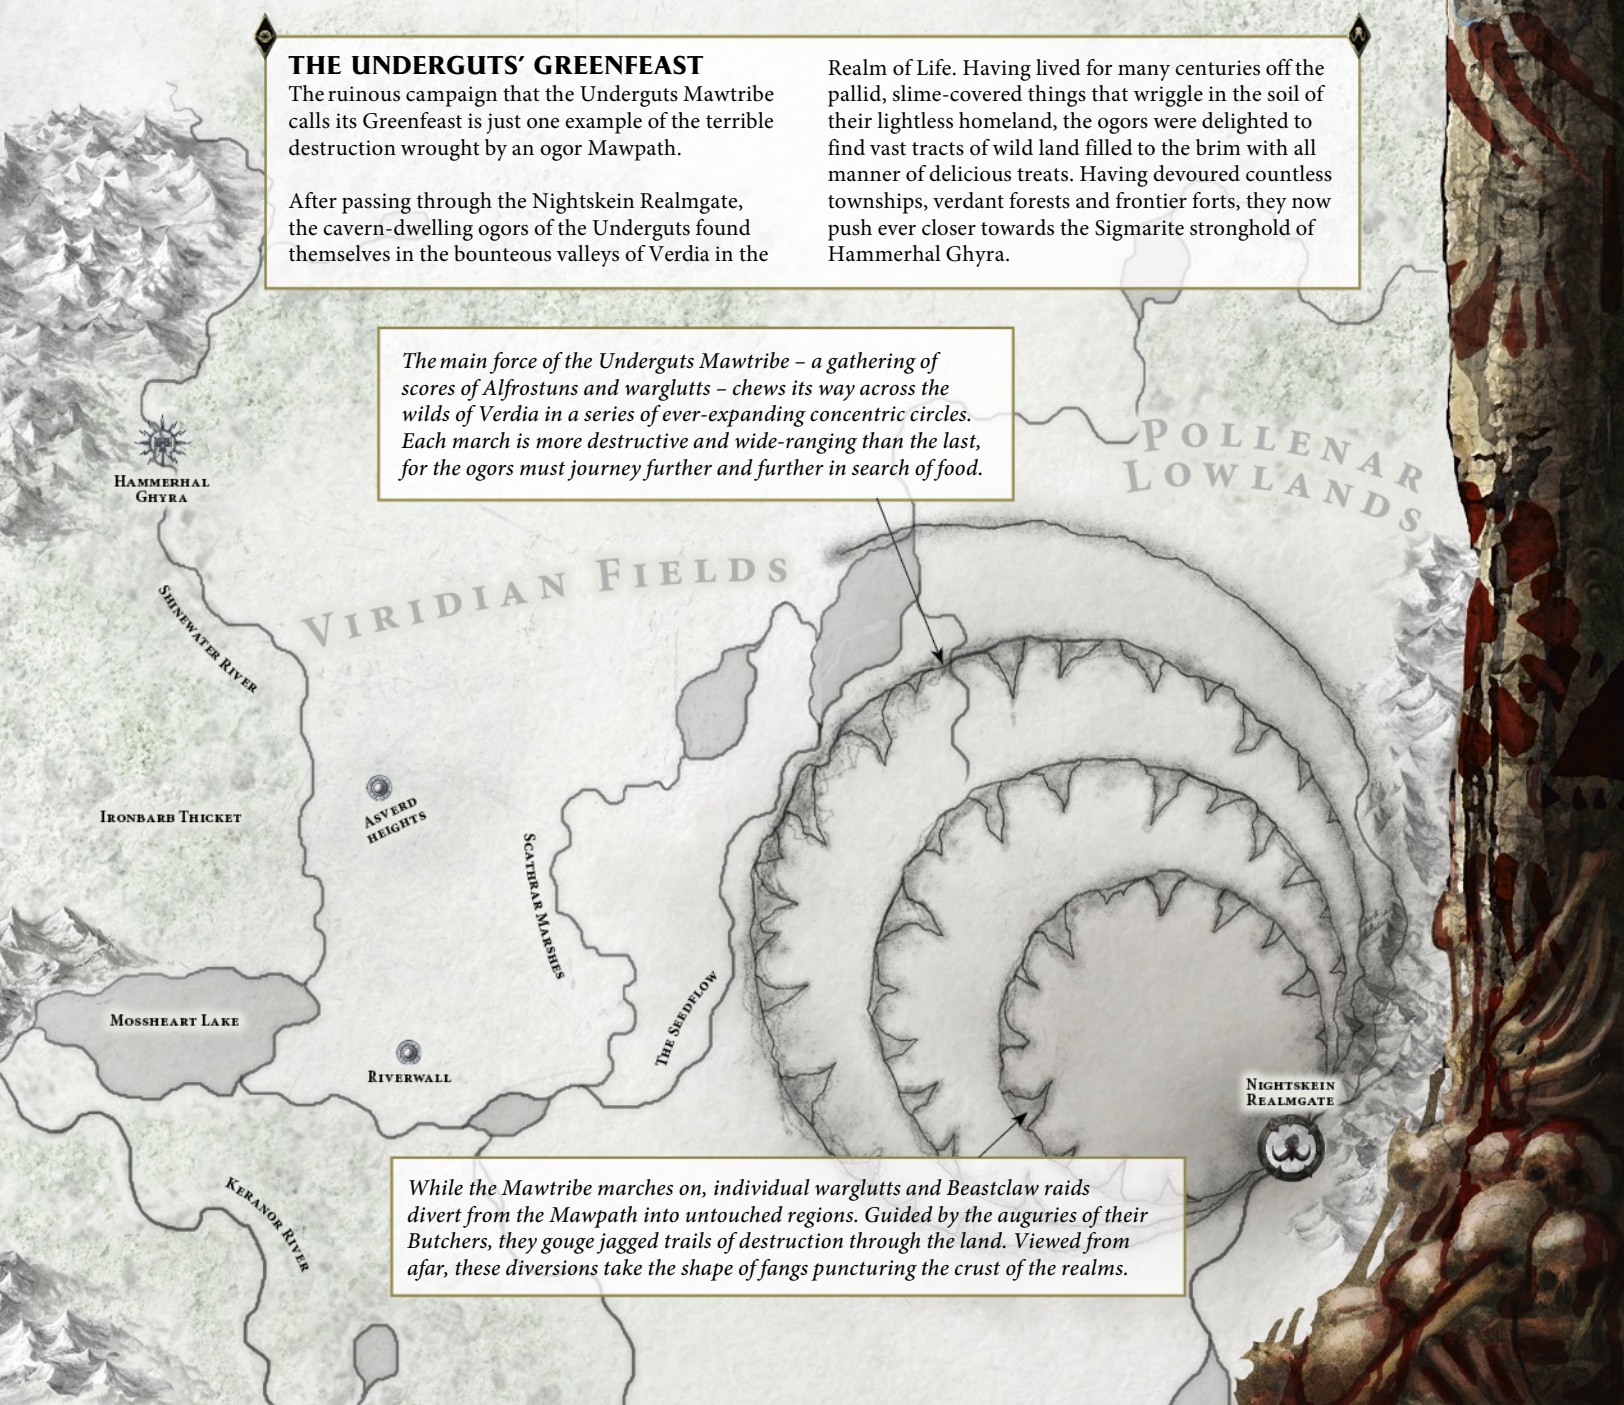 THE UNDERGUTS' GREENFEAST
The ruinous campaign that the Underguts Mawtribe
calls its Greenfeast is just one example of the terrible
destruction wrought by an ogor Mawpath.
After passing through the Nightskein Realmgate,
the cavern-dwelling ogors of the Underguts found
themselves in the bounteous valleys of Verdia in the
Realm of Life. Having lived for many centuries off the
pallid, slime-covered things that wriggle in the soil of
their lightless homeland, the ogors were delighted to
find vast tracts of wild land filled to the brim with all
manner of delicious treats. Having devoured countless
townships, verdant forests and frontier forts, they now
push ever closer towards the Sigmarite stronghold of
Hammerhal Ghyra.
The main force of the Underguts Mawtribe – a gathering of
scores of Alfrostuns and warglutts – chews its way across the
wilds of Verdia in a series of ever-expanding concentric circles.
Each march is more destructive and wide-ranging than the last,
for the ogors must journey further and further in search of food.
POLLENAR
LOWLANDS
HAMMERHAL
GHYRA
VIRIDIAN FIELDS
SHINEWATER RIVER
IRONBARB THICKET
ASVERD
HEIGHTS
SCATHRAR MARSHES
THE SEEDFLOW
MOSSHEART LAKE
RIVERWALL
NIGHTSKEIN
REALMGATE
KERANOR RIVER
While the Mawtribe marches on, individual warglutts and Beastclaw raids
divert from the Mawpath into untouched regions. Guided by the auguries of their
Butchers, they gouge jagged trails of destruction through the land. Viewed from
afar, these diversions take the shape of fangs puncturing the crust of the realms.